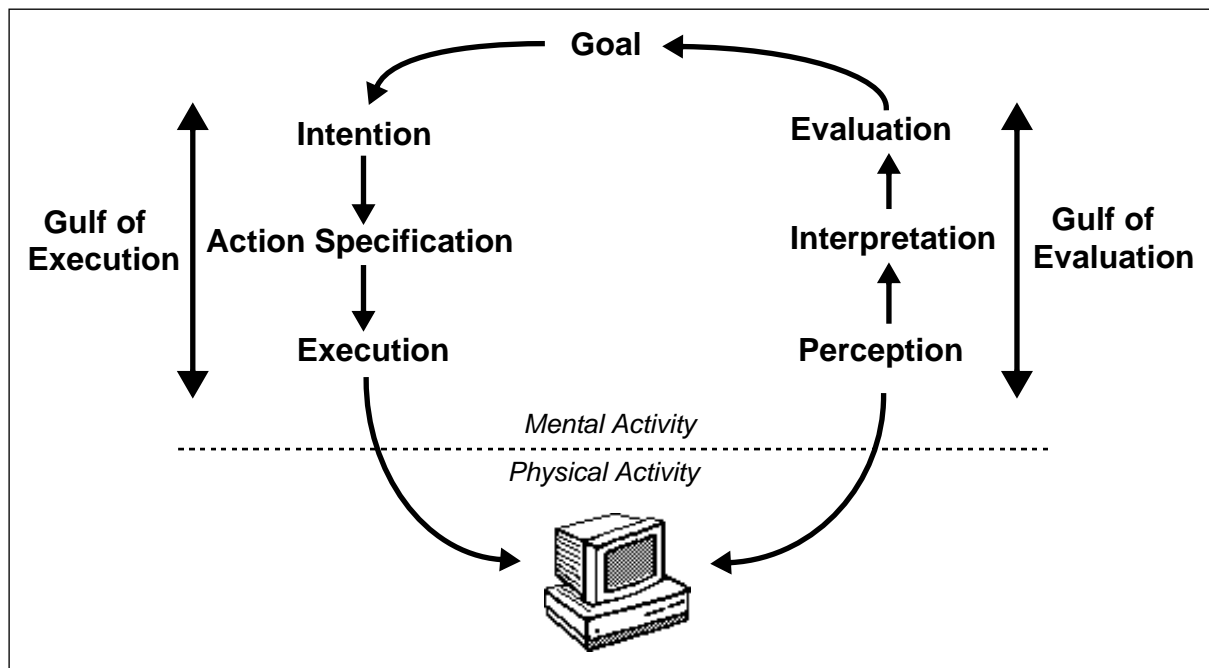 Goal
Intention
Evaluation
Gulf of
Execution
Action Specification
Interpretation
Gulf of
Evaluation
Execution
Perception
Mental Activity
Physical Activity